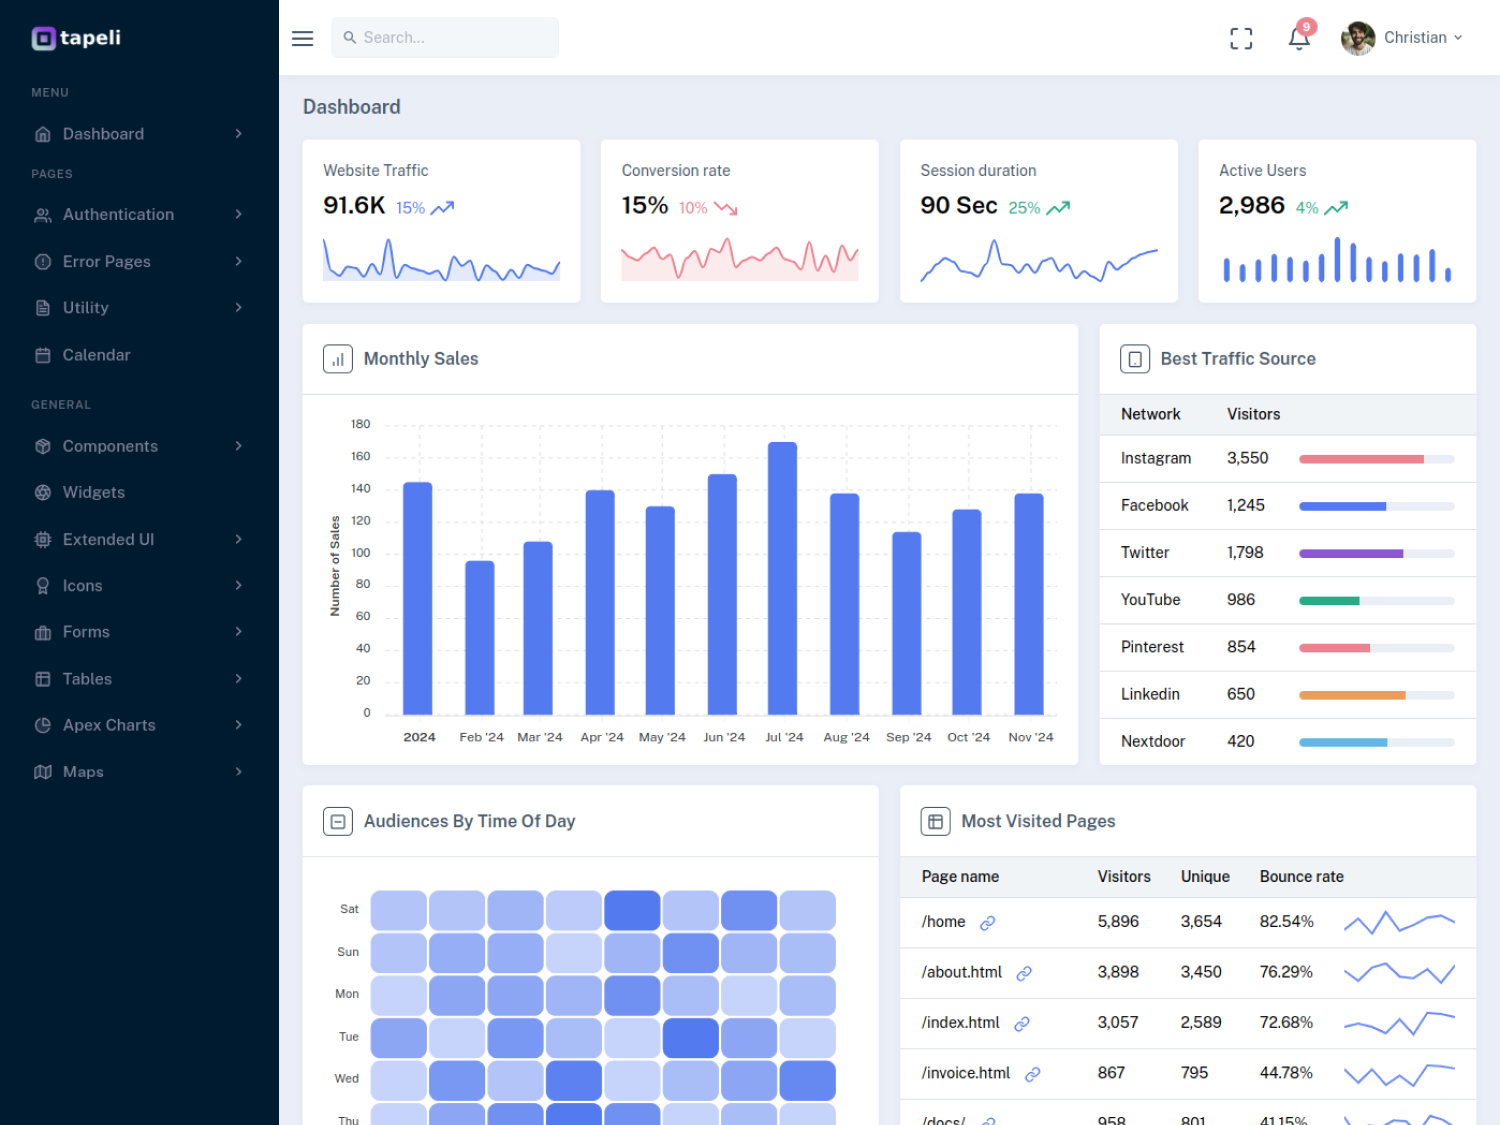 tapeli
MENU
Dashboard
PAGES
Authentication
Error Pages
Utility
Calendar
GENERAL
Components
Widgets
Extended UI
Icons
Forms
Tables
Apex Charts
Maps
Search...
9
Christian
Dashboard
Website Traffic
91.6K 15%
Conversion rate
15% 10%
Session duration
90 Sec 25%
Active Users
2,986 4%
Monthly Sales
Number of Sales
180
160
140
120
100
80
60
40
20
0
2024 Feb '24 Mar '24 Apr '24 May '24 Jun '24 Jul '24 Aug '24 Sep '24 Oct '24 Nov '24
Best Traffic Source
Network Visitors
Instagram 3,550
Facebook 1,245
Twitter 1,798
YouTube 986
Pinterest 854
Linkedin 650
Nextdoor 420
Audiences By Time Of Day
Sat
Sun
Mon
Tue
Wed
Thu
Most Visited Pages
Page name Visitors Unique Bounce rate
/home 5,896 3,654 82.54%
/about.html 3,898 3,450 76.29%
/index.html 3,057 2,589 72.68%
/invoice.html 867 795 44.78%
/docs/ 958 801 41.15%